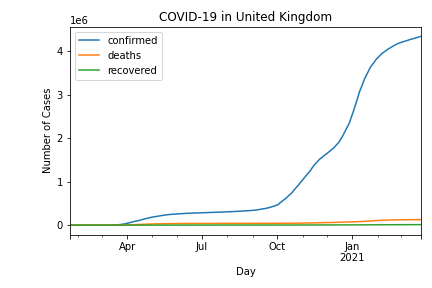 COVID-19 in United Kingdom
1e6
confirmed
deaths
recovered
Number of Cases
4
3
2
1
0
Apr
Jul
Oct
Jan
2021
Day